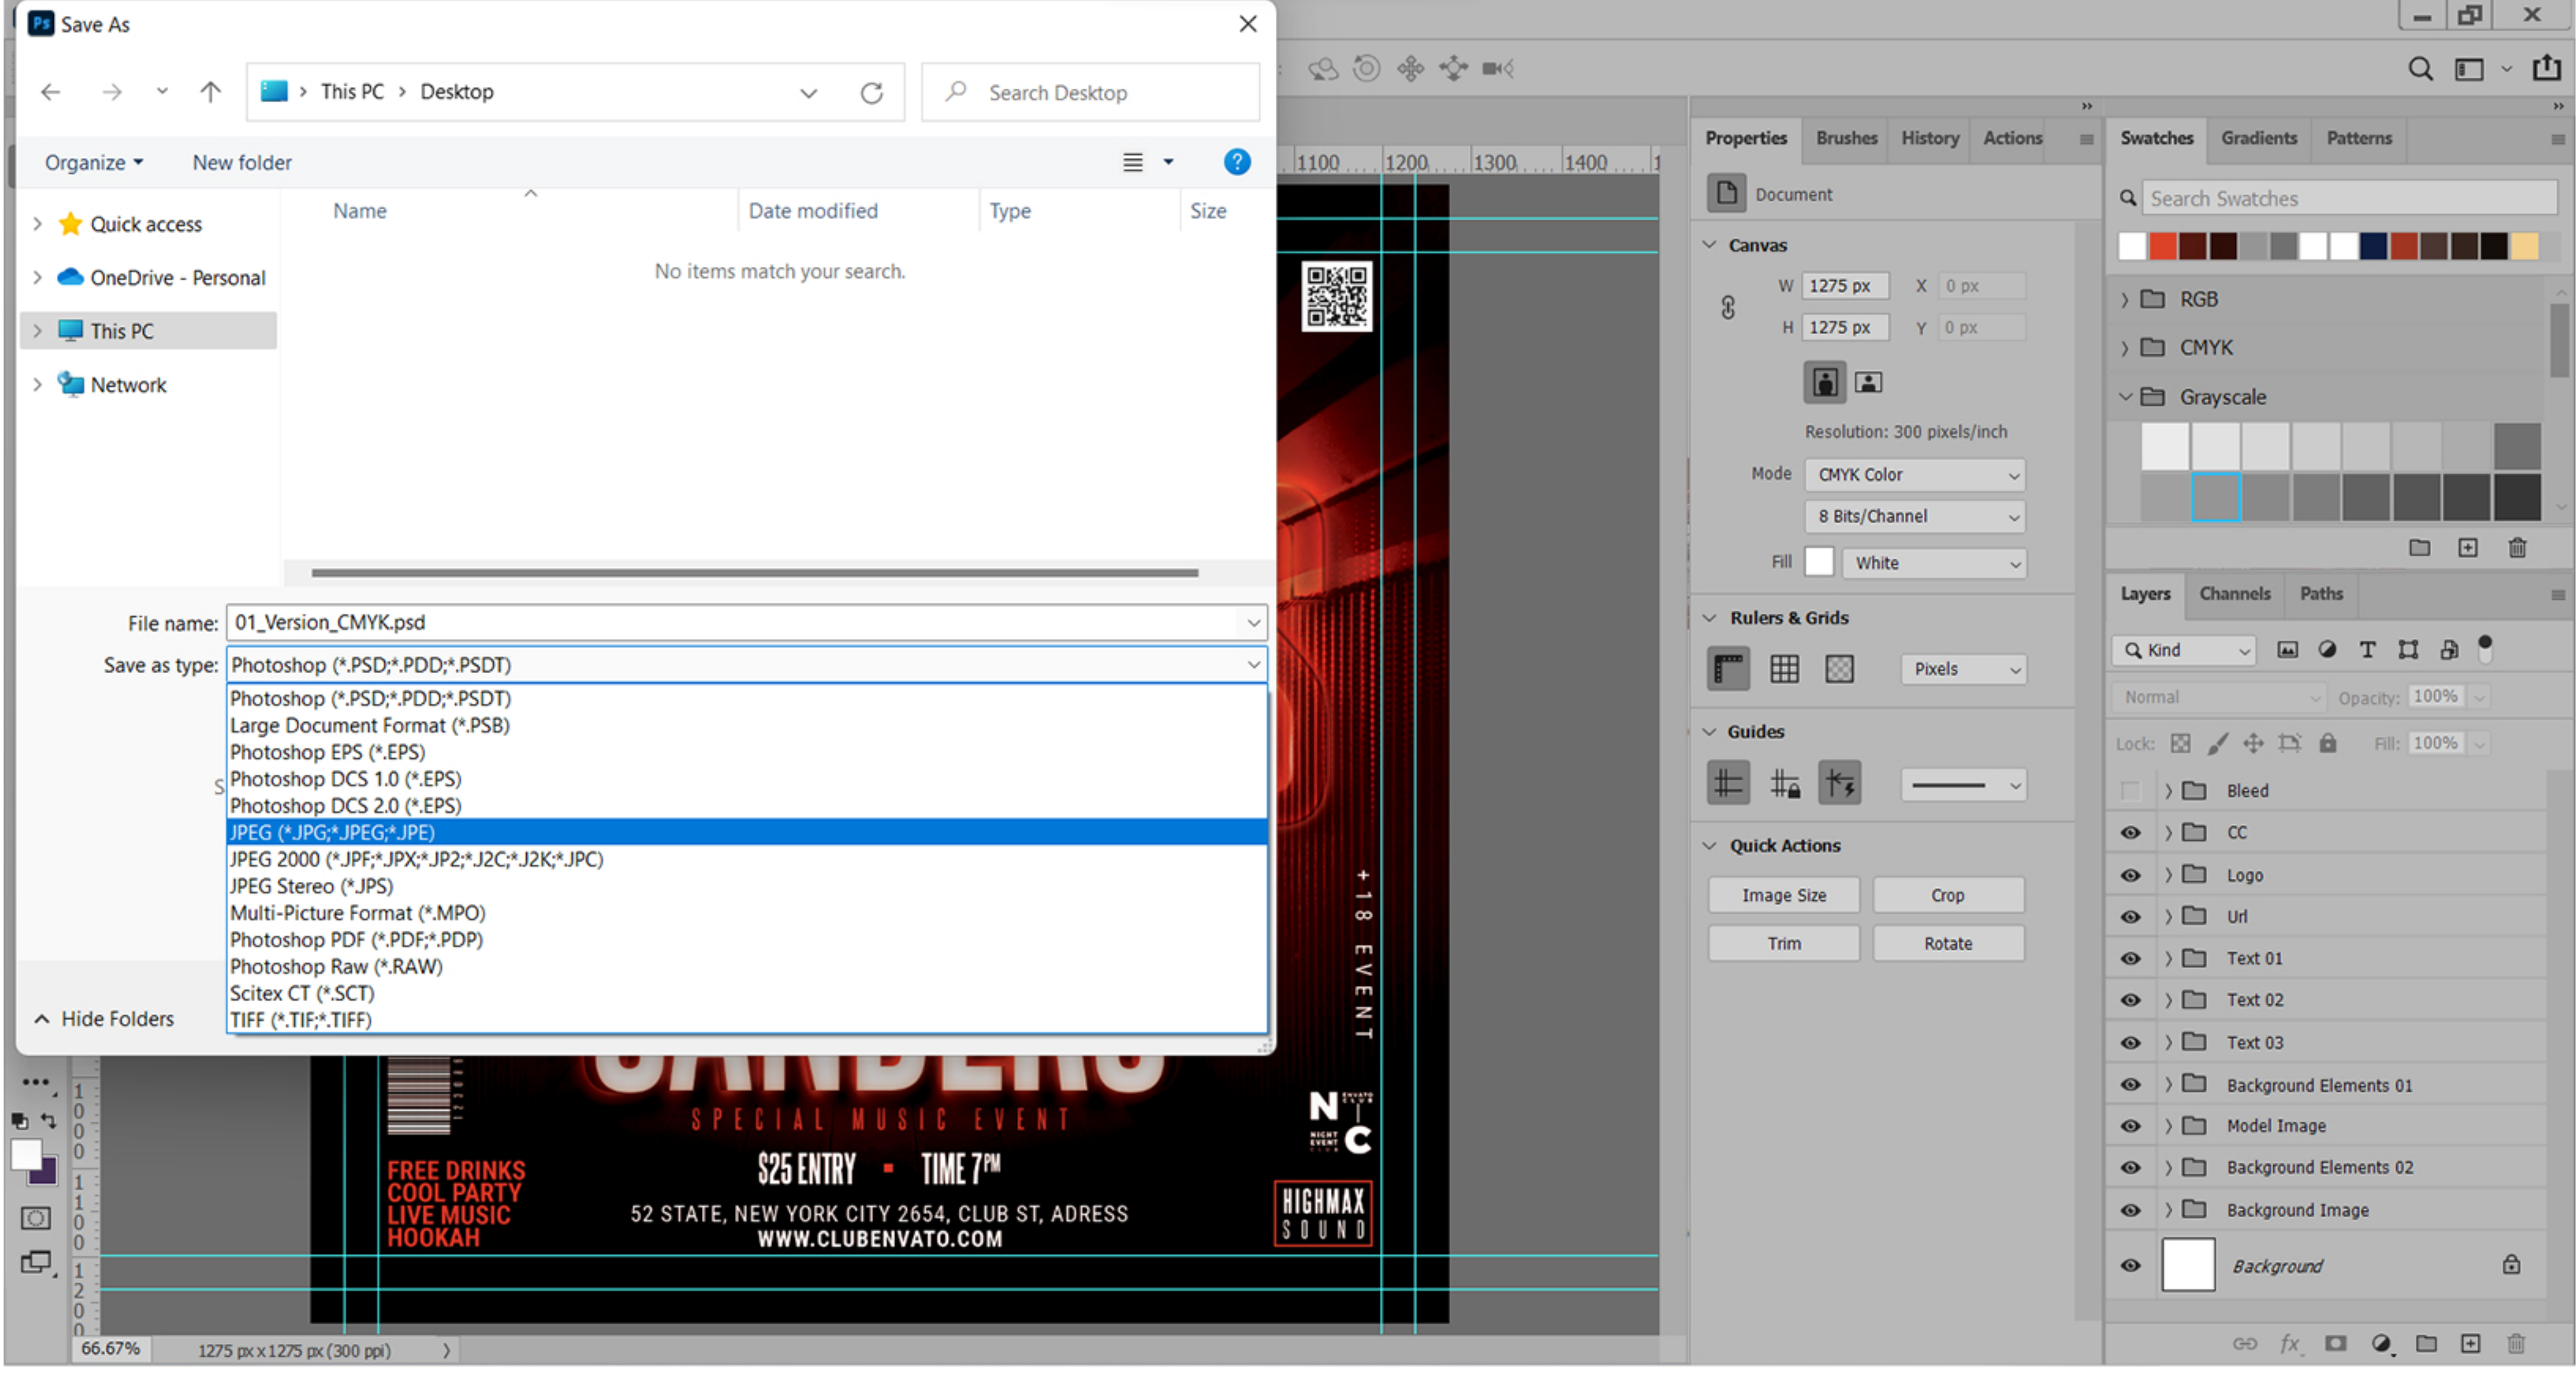 Ps Save As
This PC > Desktop
Search Desktop
Organize
New folder
Name
Date modified
Type
Size
Quick access
OneDrive - Personal
This PC
Network
No items match your search.
File name:
01_Version_CMYK.psd
Save as type:
Photoshop (*.PSD;*.PDD;*.PSDT)
Photoshop (*.PSD;*.PDD;*.PSDT)
Large Document Format (*.PSB)
Photoshop EPS (*.EPS)
Photoshop DCS 1.0 (*.EPS)
S
Photoshop DCS 2.0 (*.EPS)
JPEG (*.JPG;*.JPEG;*.JPE)
JPEG 2000 (*.JPF;*.JPX;*.JP2;*.J2C;*.J2K;*.JPC)
JPEG Stereo (*.JPS)
Multi-Picture Format (*.MPO)
Photoshop PDF (*.PDF;*.PDP)
Photoshop Raw (*.RAW)
Scitex CT (*.SCT)
TIFF (*.TIF;*.TIFF)
Hide Folders
1100
1200
1300
1400
+18 EVENT
SPECIAL MUSIC EVENT
$25 ENTRY ▪ TIME 7PM
52 STATE, NEW YORK CITY 2654, CLUB ST, ADRESS
WWW.CLUBENVATO.COM
FREE DRINKS
COOL PARTY
LIVE MUSIC
HOOKAH
N
ENVATO
CLUB
NIGHT
EVENT
CLUB
C
HIGHMAX
SOUND
1000
1100
1200
66.67%
1275 px x 1275 px (300 ppi)
Properties
Brushes
History
Actions
Document
Canvas
W 1275 px X 0 px
H 1275 px Y 0 px
Resolution: 300 pixels/inch
Mode CMYK Color
8 Bits/Channel
Fill White
Rulers & Grids
Pixels
Guides
Quick Actions
Image Size
Crop
Trim
Rotate
Swatches
Gradients
Patterns
Search Swatches
RGB
CMYK
Grayscale
Layers
Channels
Paths
Kind
Normal
Opacity: 100%
Lock:
Fill: 100%
Bleed
CC
Logo
Url
Text 01
Text 02
Text 03
Background Elements 01
Model Image
Background Elements 02
Background Image
Background
fx